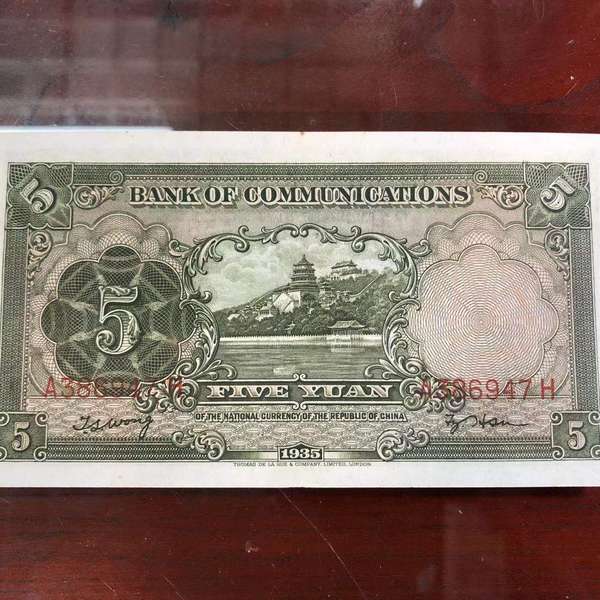 5 5
BANK OF COMMUNICATIONS
5
A386947 H A386947 H
FIVE YUAN
OF THE NATIONAL CURRENCY OF THE REPUBLIC OF CHINA
5 5
1935
THOMAS DE LA RUE & COMPANY, LIMITED, LONDON.